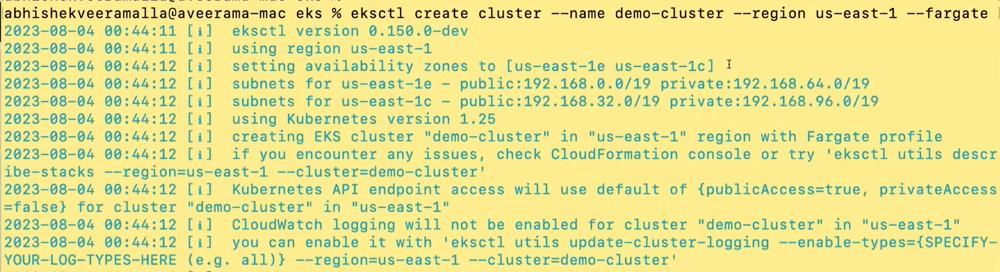 abhishekveeramalla@aveerama-mac eks % eksctl create cluster --name demo-cluster --region us-east-1 --fargate
2023-08-04 00:44:11 [ℹ]  eksctl version 0.150.0-dev
2023-08-04 00:44:11 [ℹ]  using region us-east-1
2023-08-04 00:44:12 [ℹ]  setting availability zones to [us-east-1e us-east-1c]
2023-08-04 00:44:12 [ℹ]  subnets for us-east-1e - public:192.168.0.0/19 private:192.168.64.0/19
2023-08-04 00:44:12 [ℹ]  subnets for us-east-1c - public:192.168.32.0/19 private:192.168.96.0/19
2023-08-04 00:44:12 [ℹ]  using Kubernetes version 1.25
2023-08-04 00:44:12 [ℹ]  creating EKS cluster "demo-cluster" in "us-east-1" region with Fargate profile
2023-08-04 00:44:12 [ℹ]  if you encounter any issues, check CloudFormation console or try 'eksctl utils descr
ibe-stacks --region=us-east-1 --cluster=demo-cluster'
2023-08-04 00:44:12 [ℹ]  Kubernetes API endpoint access will use default of {publicAccess=true, privateAccess
=false} for cluster "demo-cluster" in "us-east-1"
2023-08-04 00:44:12 [ℹ]  CloudWatch logging will not be enabled for cluster "demo-cluster" in "us-east-1"
2023-08-04 00:44:12 [ℹ]  you can enable it with 'eksctl utils update-cluster-logging --enable-types={SPECIFY-
YOUR-LOG-TYPES-HERE (e.g. all)} --region=us-east-1 --cluster=demo-cluster'